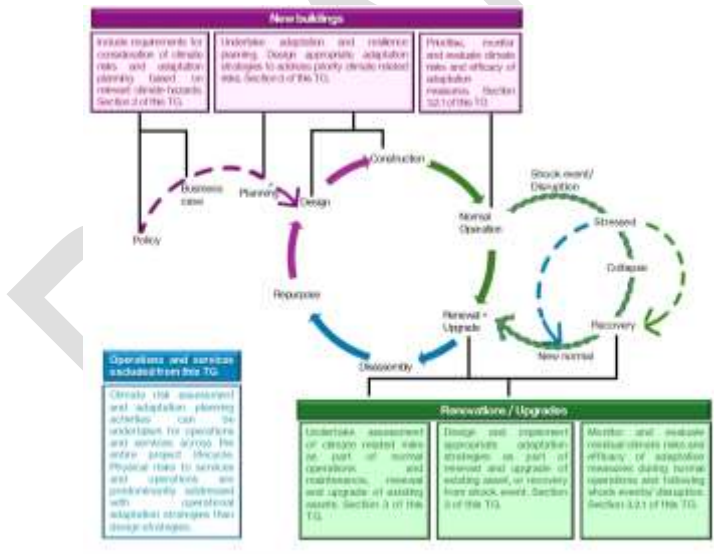 New buildings
Include requirements for
consideration of climate
risks and adaptation
planning based on
relevant climate hazards.
Section 2 of this TG.
Undertake adaptation and resilience
planning. Design appropriate adaptation
strategies to address priority climate related
risks. Section 3 of this TG.
Prioritise, monitor
and evaluate climate
risks and efficacy of
adaptation
measures. Section
3.2.1 of this TG.
Construction
Shock event/
Disruption
Business
case
Planning
Design
Normal
Operation
Stressed
Policy
Collapse
Repurpose
Renewal +
Upgrade
Recovery
New normal
Disassembly
Operations and services
excluded from this TG
Climate risk assessment
and adaptation planning
activities can be
undertaken for operations
and services across the
entire project lifecycle.
Physical risks to services
and operations are
predominantly addressed
with operational
adaptation strategies than
design strategies.
Renovations / Upgrades
Undertake assessment
of climate related risks
as part of normal
operations and
maintenance, renewal
and upgrade of existing
assets. Section 3 of this
TG.
Design and implement
appropriate adaptation
strategies as part of
renewal and upgrade of
existing asset, or recovery
from shock event. Section
3 of this TG.
Monitor and evaluate
residual climate risks and
efficacy of adaptation
measures during normal
operations and following
shock events/ disruption.
Section 3.2.1 of this TG.